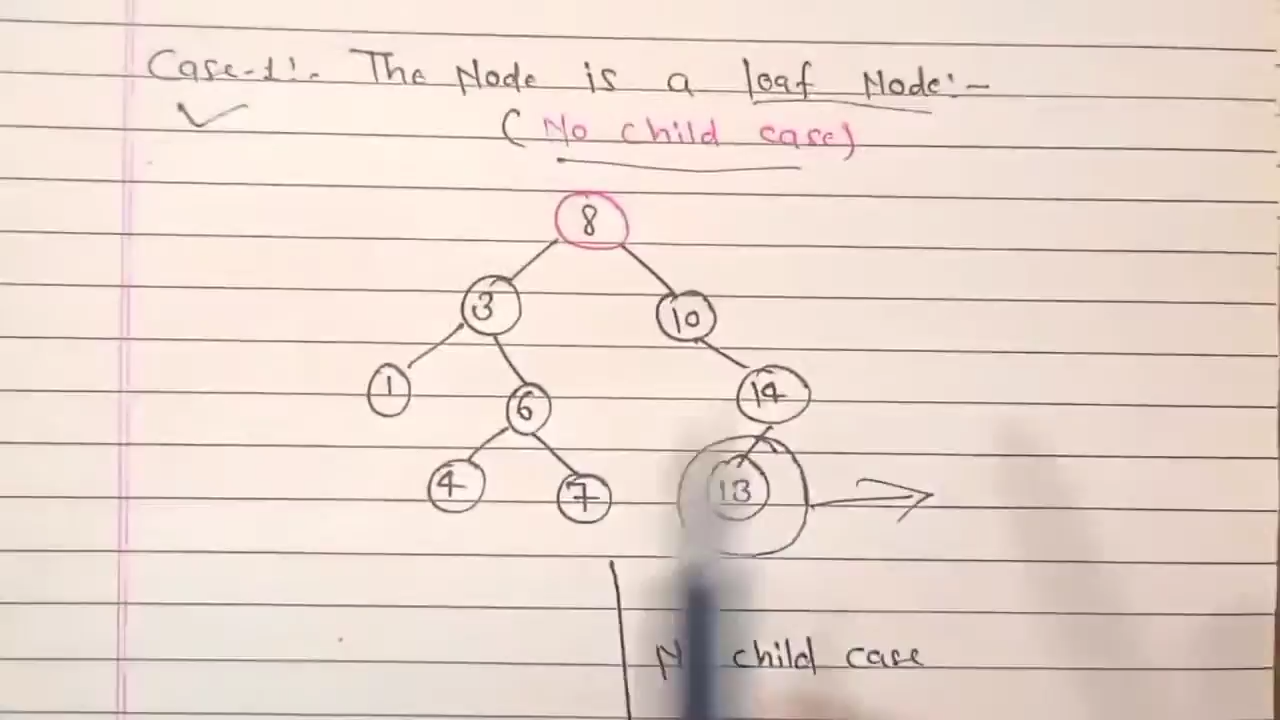 Case-1:- The Node is a leaf Node:-
(No child case)
8
3 10
1 6 14
4 7 13
child case